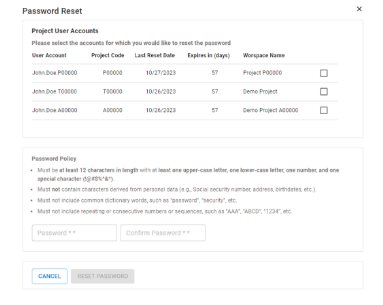 Password Reset
×
Project User Accounts
Please select the accounts for which you would like to reset the password
User Account Project Code Last Reset Date Expires in (days) Worspace Name
John.Doe.P00000 P00000 10/27/2023 57 Project P00000
John.Doe.T00000 T00000 10/26/2023 57 Demo Project
John.Doe.A00000 A00000 10/26/2023 57 Demo Project A00000
Password Policy
• Must be at least 12 characters in length with at least one upper-case letter, one lower-case letter, one number, and one
special character (!@#$%^&*)
• Must not contain characters derived from personal data (e.g., Social security number, address, birthdates, etc.)
• Must not include common dictionary words, such as "password", "security", etc.
• Must not include repeating or consecutive numbers or sequences, such as "AAA", "ABCD", "1234", etc.
Password * * Confirm Password * *
CANCEL RESET PASSWORD